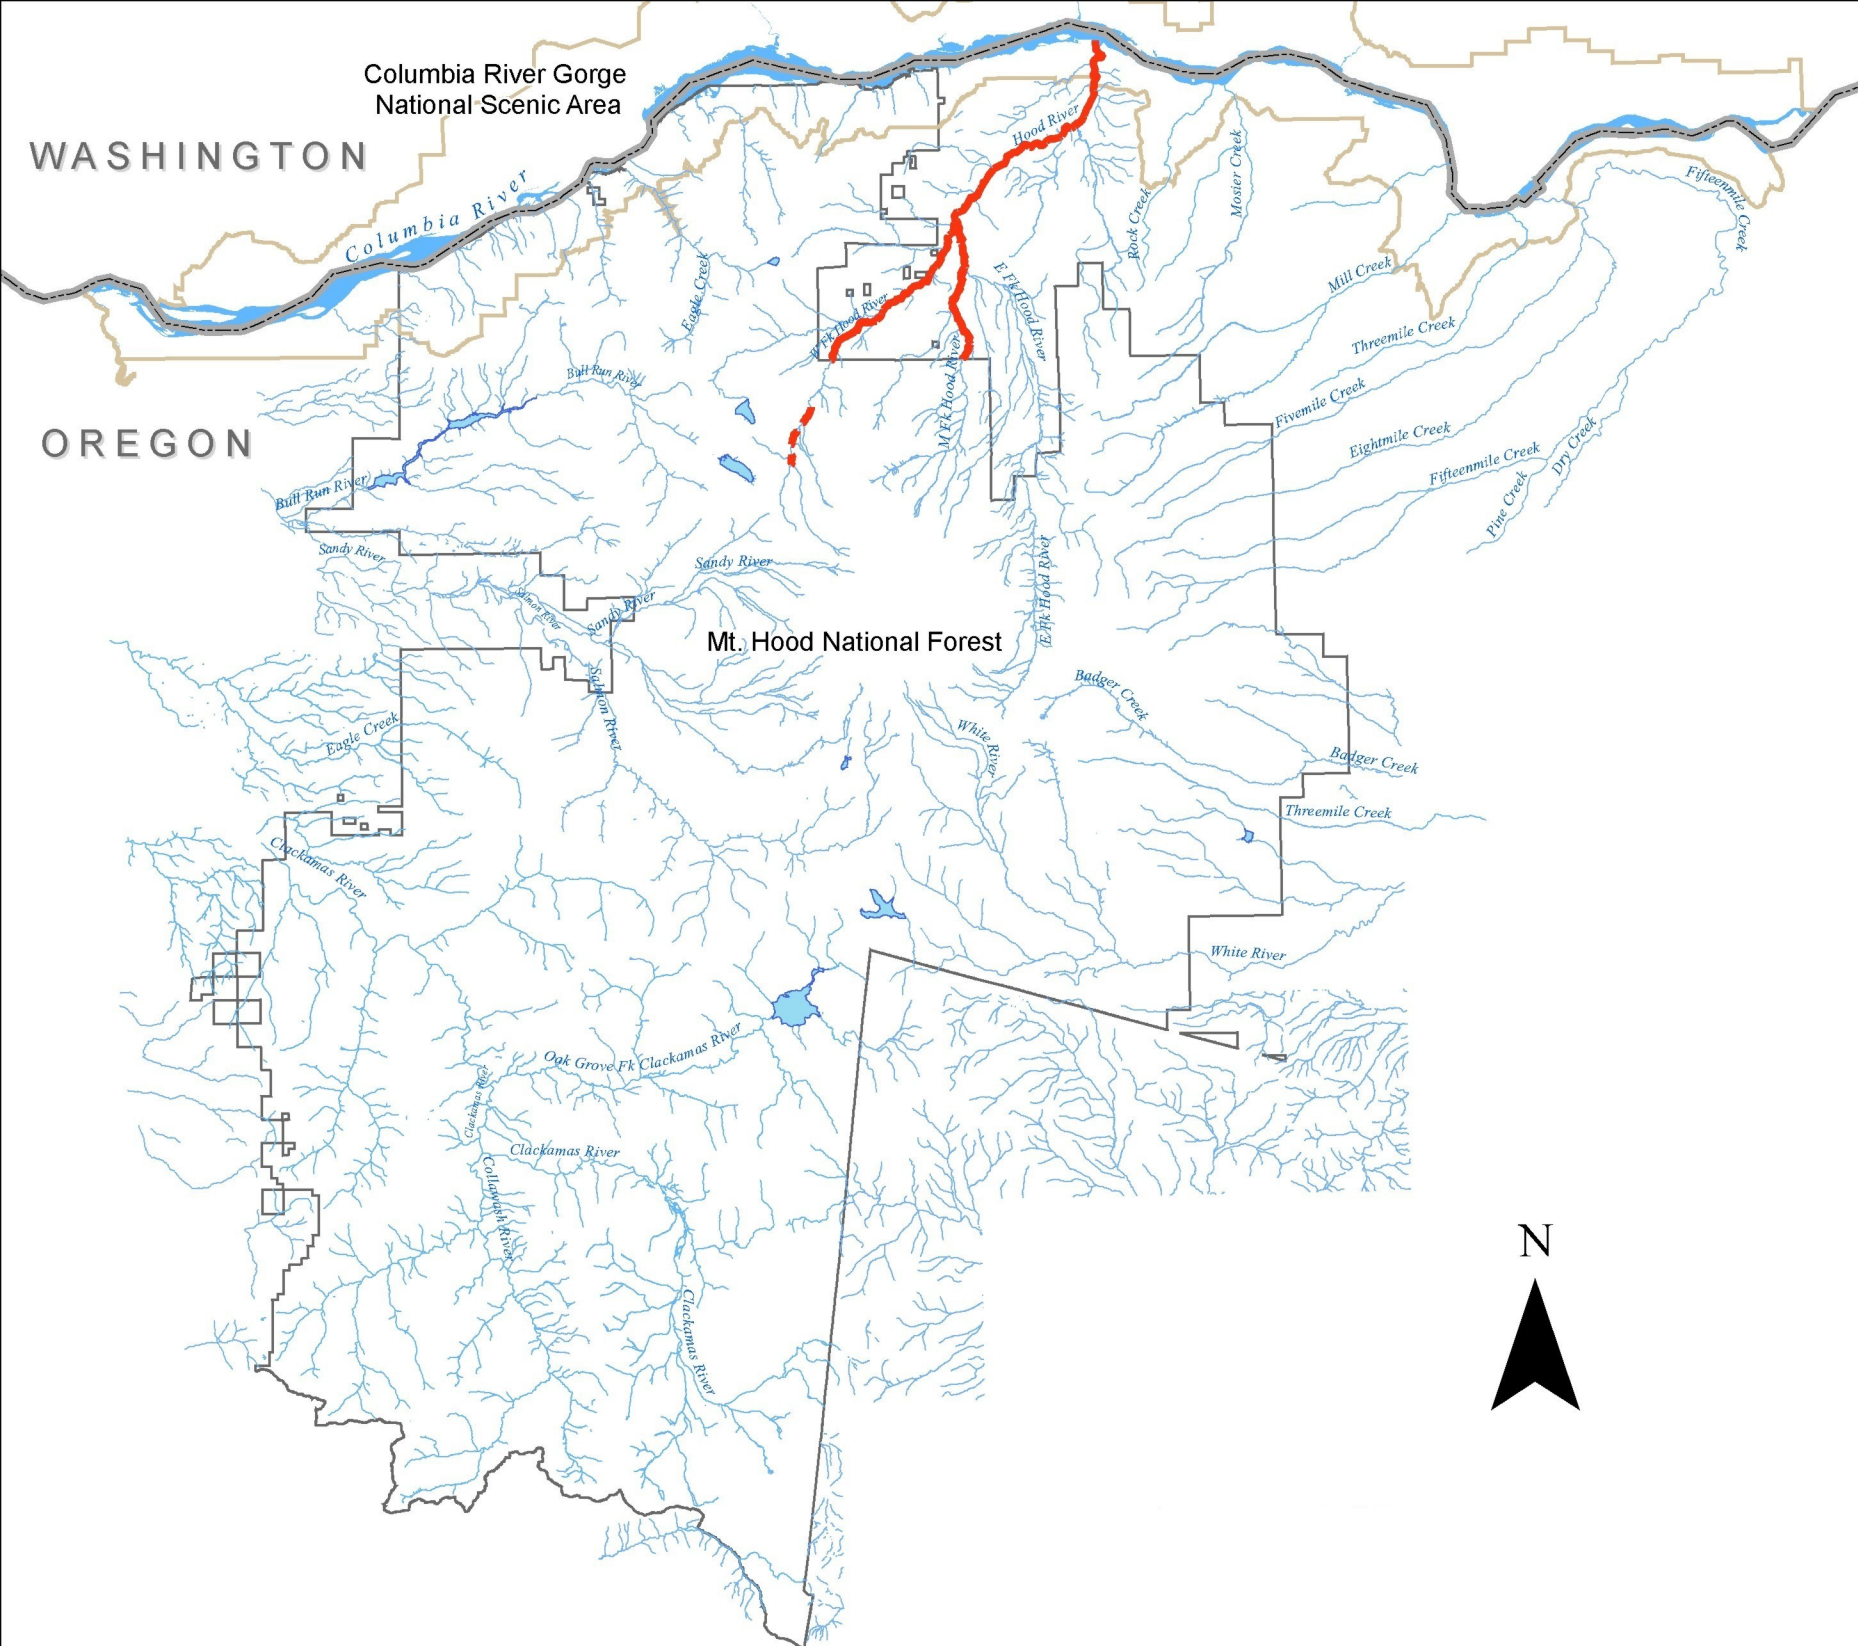 Columbia River Gorge
National Scenic Area
WASHINGTON
Columbia River
Hood River
Mosier Creek
Rock Creek
Fifteenmile Creek
Eagle Creek
E Fk Hood River
Mill Creek
Fk Hood River
Threemile Creek
M Fk Hood River
Bull Run River
Fivemile Creek
OREGON
Eightmile Creek
Fifteenmile Creek
Dry Creek
Pine Creek
Bull Run River
Sandy River
Sandy River
E Fk Hood River
Salmon River
Sandy River
Mt. Hood National Forest
Salmon River
Badger Creek
Eagle Creek
White River
Badger Creek
Threemile Creek
Clackamas River
White River
Oak Grove Fk Clackamas River
Clackamas River
Clackamas River
Collawash River
N
Clackamas River